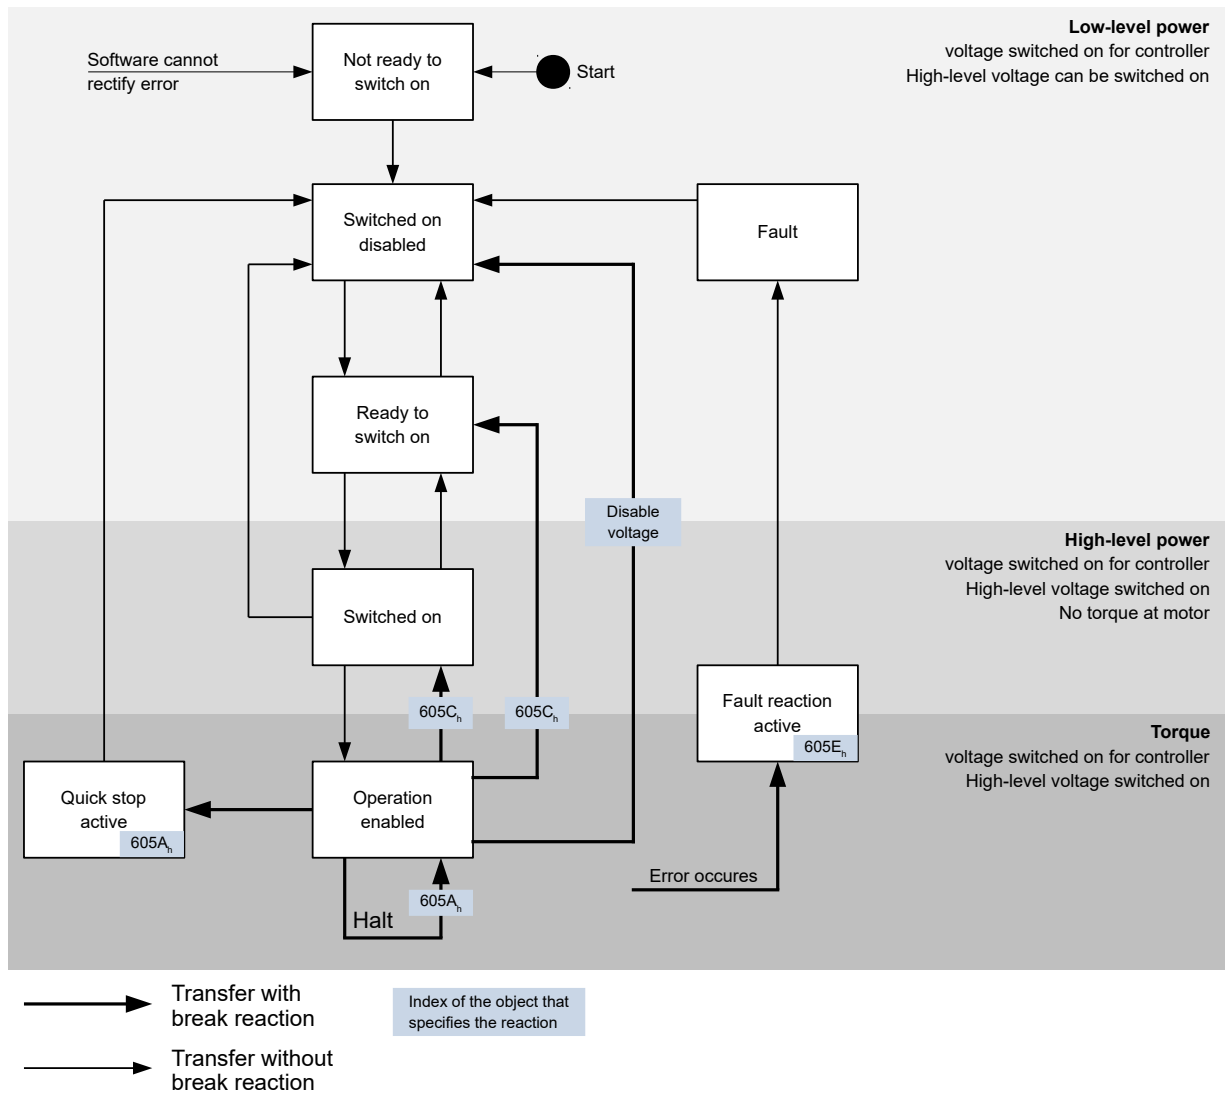 Low-level power
voltage switched on for controller
High-level voltage can be switched on
Software cannot
rectify error
Not ready to
switch on
Start
Switched on
disabled
Fault
Ready to
switch on
Disable
voltage
High-level power
voltage switched on for controller
High-level voltage switched on
No torque at motor
Switched on
605Ch
605Ch
Fault reaction
active
605Eh
Torque
voltage switched on for controller
High-level voltage switched on
Quick stop
active
605Ah
Operation
enabled
Error occures
605Ah
Halt
Transfer with
break reaction
Index of the object that
specifies the reaction
Transfer without
break reaction